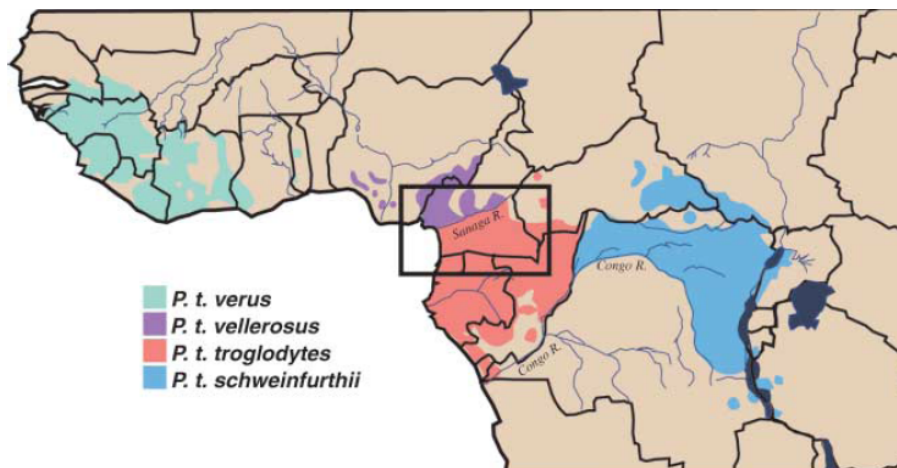 Sanaga R.
Congo R.
Congo R.
P. t. verus
P. t. vellerosus
P. t. troglodytes
P. t. schweinfurthii